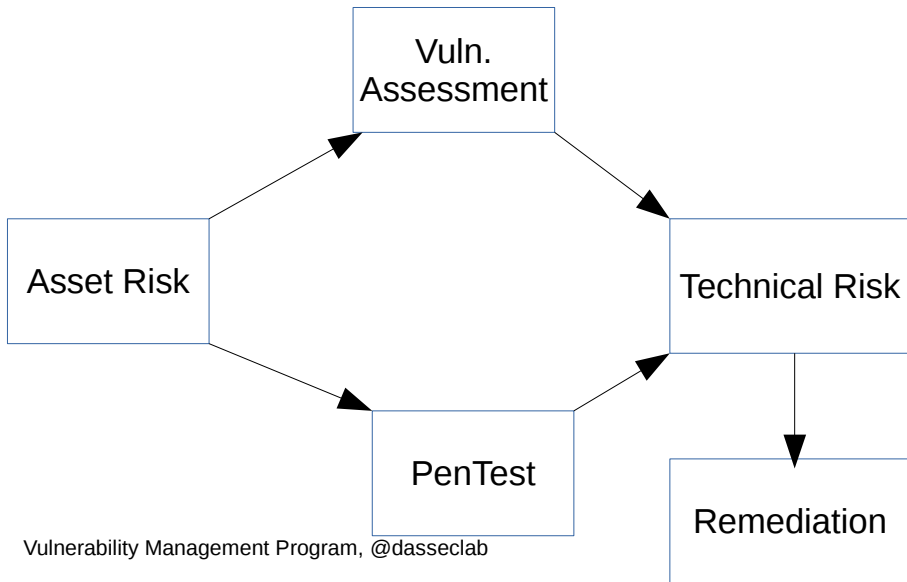 Vuln.
Assessment
Asset Risk
Technical Risk
PenTest
Remediation
Vulnerability Management Program, @dasseclab